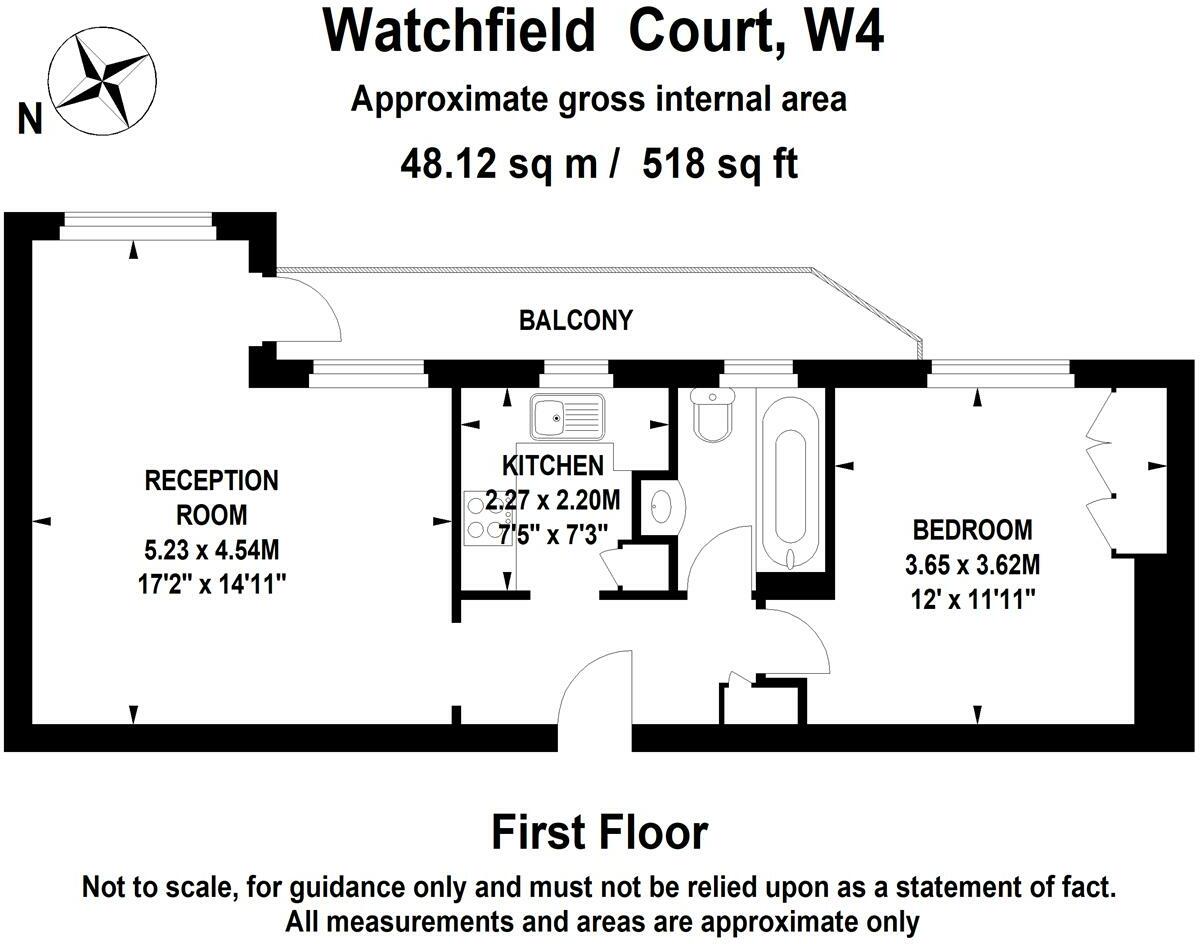 Watchfield Court, W4
Approximate gross internal area
N
48.12 sq m / 518 sq ft
BALCONY
RECEPTION
ROOM
5.23 x 4.54M
17'2" x 14'11"
KITCHEN
2.27 x 2.20M
7'5" x 7'3"
BEDROOM
3.65 x 3.62M
12' x 11'11"
First Floor
Not to scale, for guidance only and must not be relied upon as a statement of fact.
All measurements and areas are approximate only